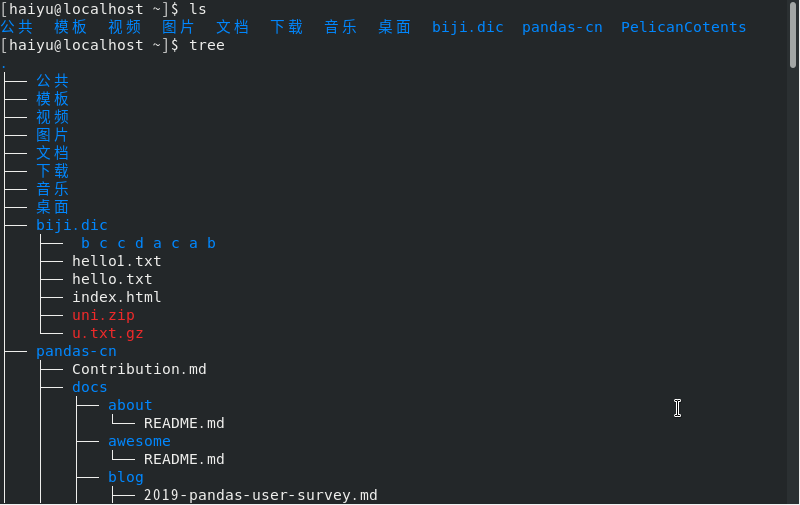 [haiyu@localhost ~]$ ls
公共  模板  视频  图片  文档  下载  音乐  桌面  biji.dic  pandas-cn  PelicanCotents
[haiyu@localhost ~]$ tree
.
├── 公共
├── 模板
├── 视频
├── 图片
├── 文档
├── 下载
├── 音乐
├── 桌面
├── biji.dic
│   ├──  b c c d a c a b
│   ├── hello1.txt
│   ├── hello.txt
│   ├── index.html
│   ├── uni.zip
│   └── u.txt.gz
├── pandas-cn
│   ├── Contribution.md
│   ├── docs
│   │   ├── about
│   │   │   └── README.md
│   │   ├── awesome
│   │   │   └── README.md
│   │   ├── blog
│   │   │   ├── 2019-pandas-user-survey.md